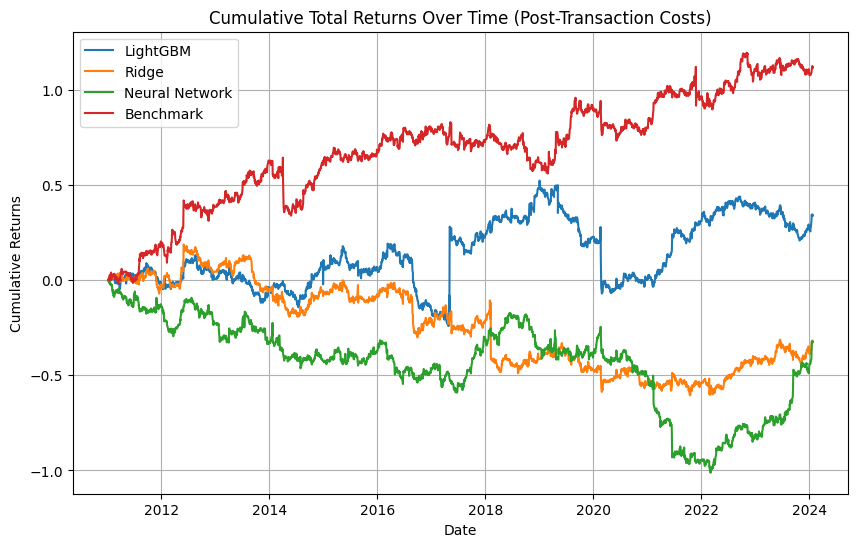 Cumulative Total Returns Over Time (Post-Transaction Costs)
LightGBM
Ridge
Neural Network
Benchmark
Cumulative Returns
1.0
0.5
0.0
−0.5
−1.0
2012 2014 2016 2018 2020 2022 2024
Date